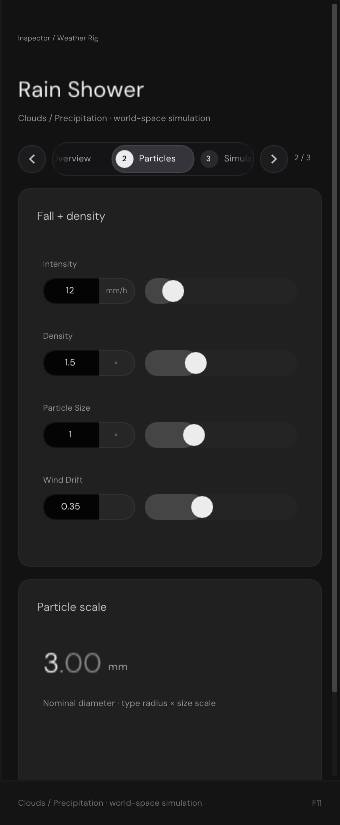 Inspector / Weather Rig
Rain Shower
Clouds / Precipitation · world-space simulation
verview 2 Particles 3 Simula 2 / 3
Fall + density
Intensity
12 mm/h
Density
1.5 ×
Particle Size
1 ×
Wind Drift
0.35
Particle scale
3.00 mm
Nominal diameter · type radius × size scale
Clouds / Precipitation · world-space simulation F11